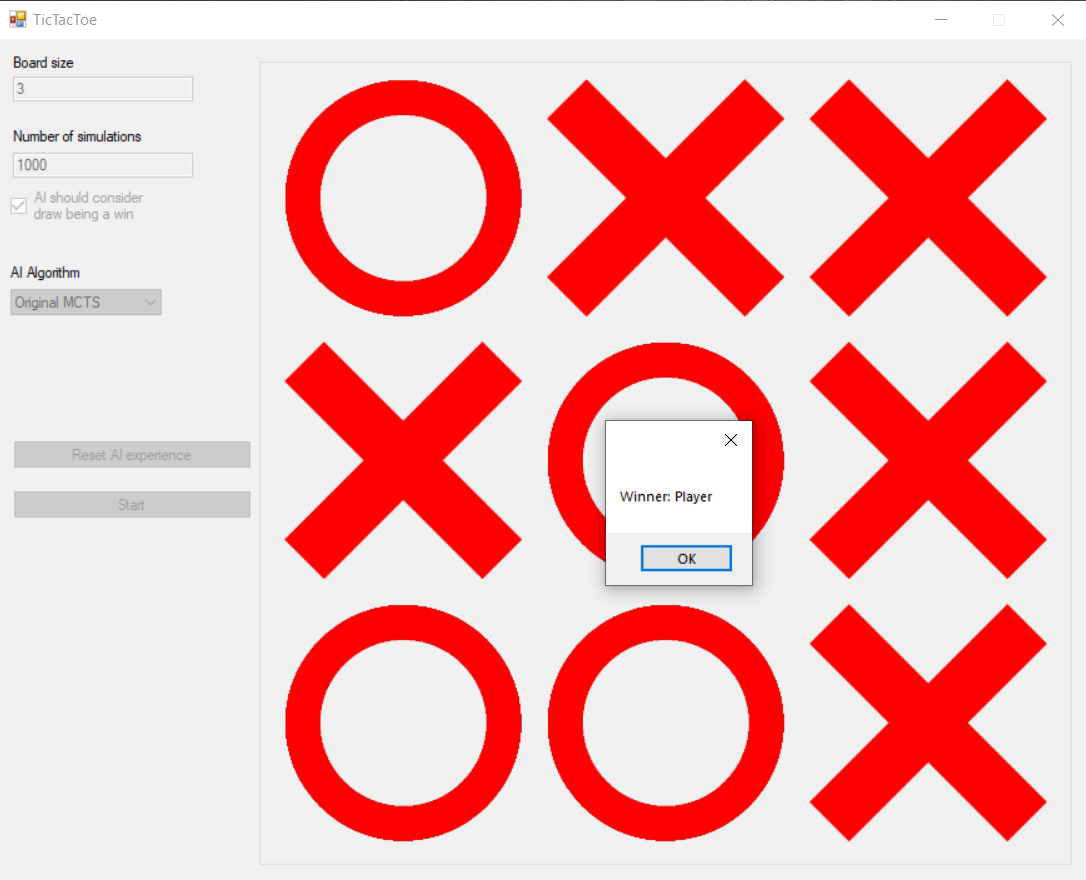 TicTacToe
Board size
3
Number of simulations
1000
AI should consider
draw being a win
AI Algorithm
Original MCTS
Reset AI experience
Start
Winner: Player
OK